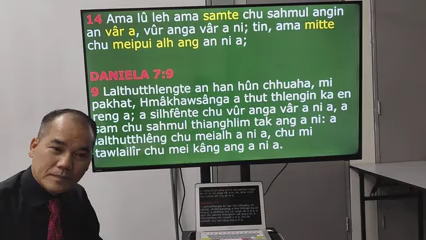 14 Ama lû leh ama samte chu sahmul angin
an vâr a, vûr anga vâr a ni; tin, ama mitte
chu meipui alh ang an ni a;
DANIELA 7:9
9 Lalthutthlengte an han hûn chhuaha, mi
pakhat, Hmâkhawsânga a thut thlengin ka en
reng a; a silhfênte chu vûr anga vâr a ni a, a
sam chu sahmul thianghlim tak ang a ni: a
lalthutthlêng chu meialh a ni a, chu mi
tawlailîr chu mei kâng ang a ni a.